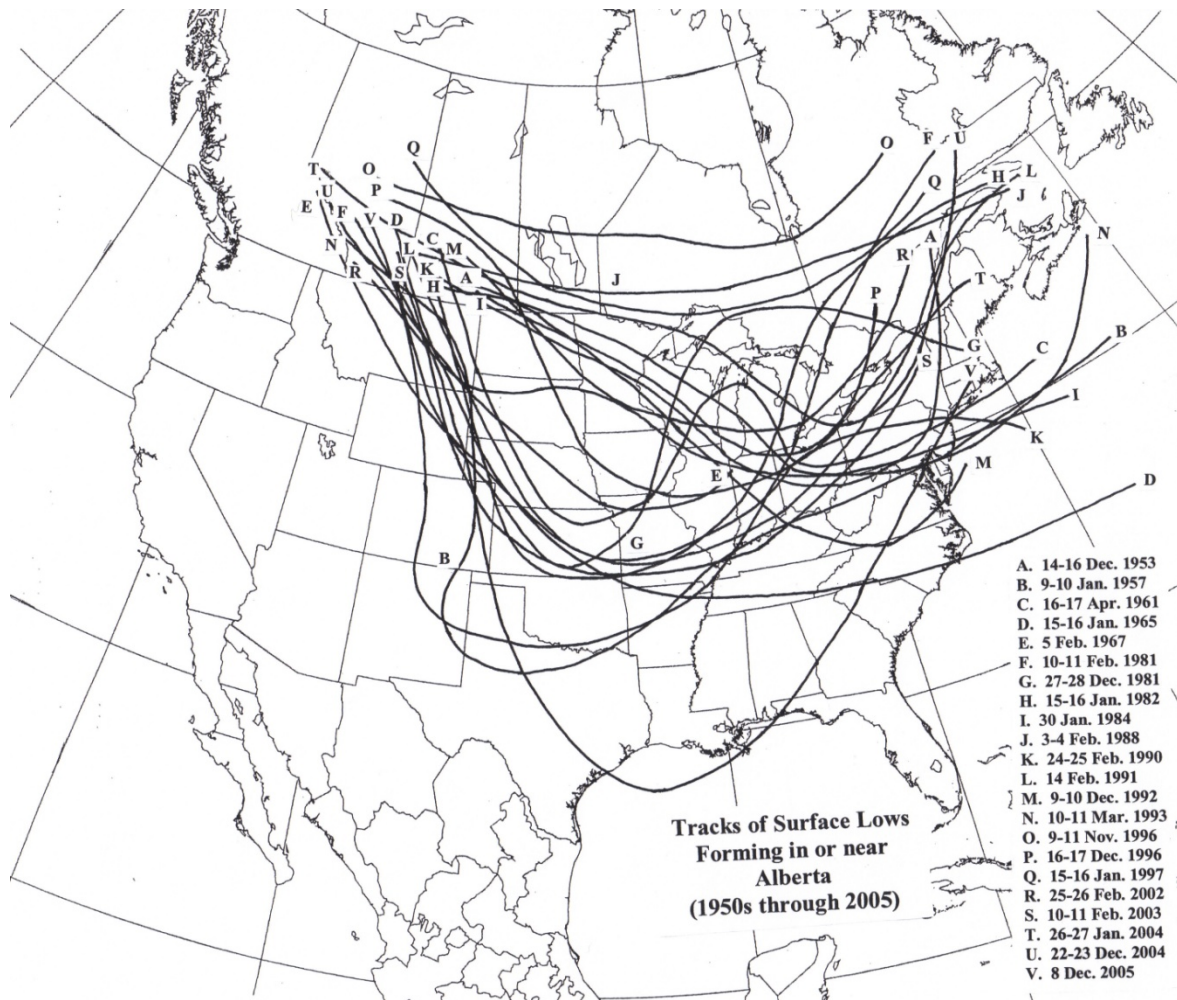 Q
T
O
P
U
E
F
V
D
N
L
C
M
R
S
K
A
H
I
J
O
F
U
Q
H
L
J
R
A
N
T
P
G
S
V
C
B
I
K
E
M
D
B
G
A. 14-16 Dec. 1953
B. 9-10 Jan. 1957
C. 16-17 Apr. 1961
D. 15-16 Jan. 1965
E. 5 Feb. 1967
F. 10-11 Feb. 1981
G. 27-28 Dec. 1981
H. 15-16 Jan. 1982
I. 30 Jan. 1984
J. 3-4 Feb. 1988
K. 24-25 Feb. 1990
L. 14 Feb. 1991
M. 9-10 Dec. 1992
N. 10-11 Mar. 1993
O. 9-11 Nov. 1996
P. 16-17 Dec. 1996
Q. 15-16 Jan. 1997
R. 25-26 Feb. 2002
S. 10-11 Feb. 2003
T. 26-27 Jan. 2004
U. 22-23 Dec. 2004
V. 8 Dec. 2005
Tracks of Surface Lows
Forming in or near
Alberta
(1950s through 2005)